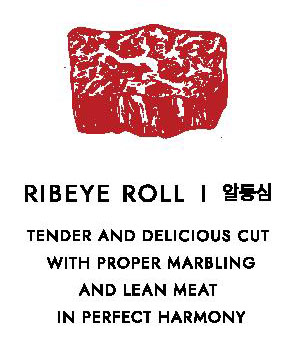 RIBEYE ROLL I 알등심
TENDER AND DELICIOUS CUT
WITH PROPER MARBLING
AND LEAN MEAT
IN PERFECT HARMONY